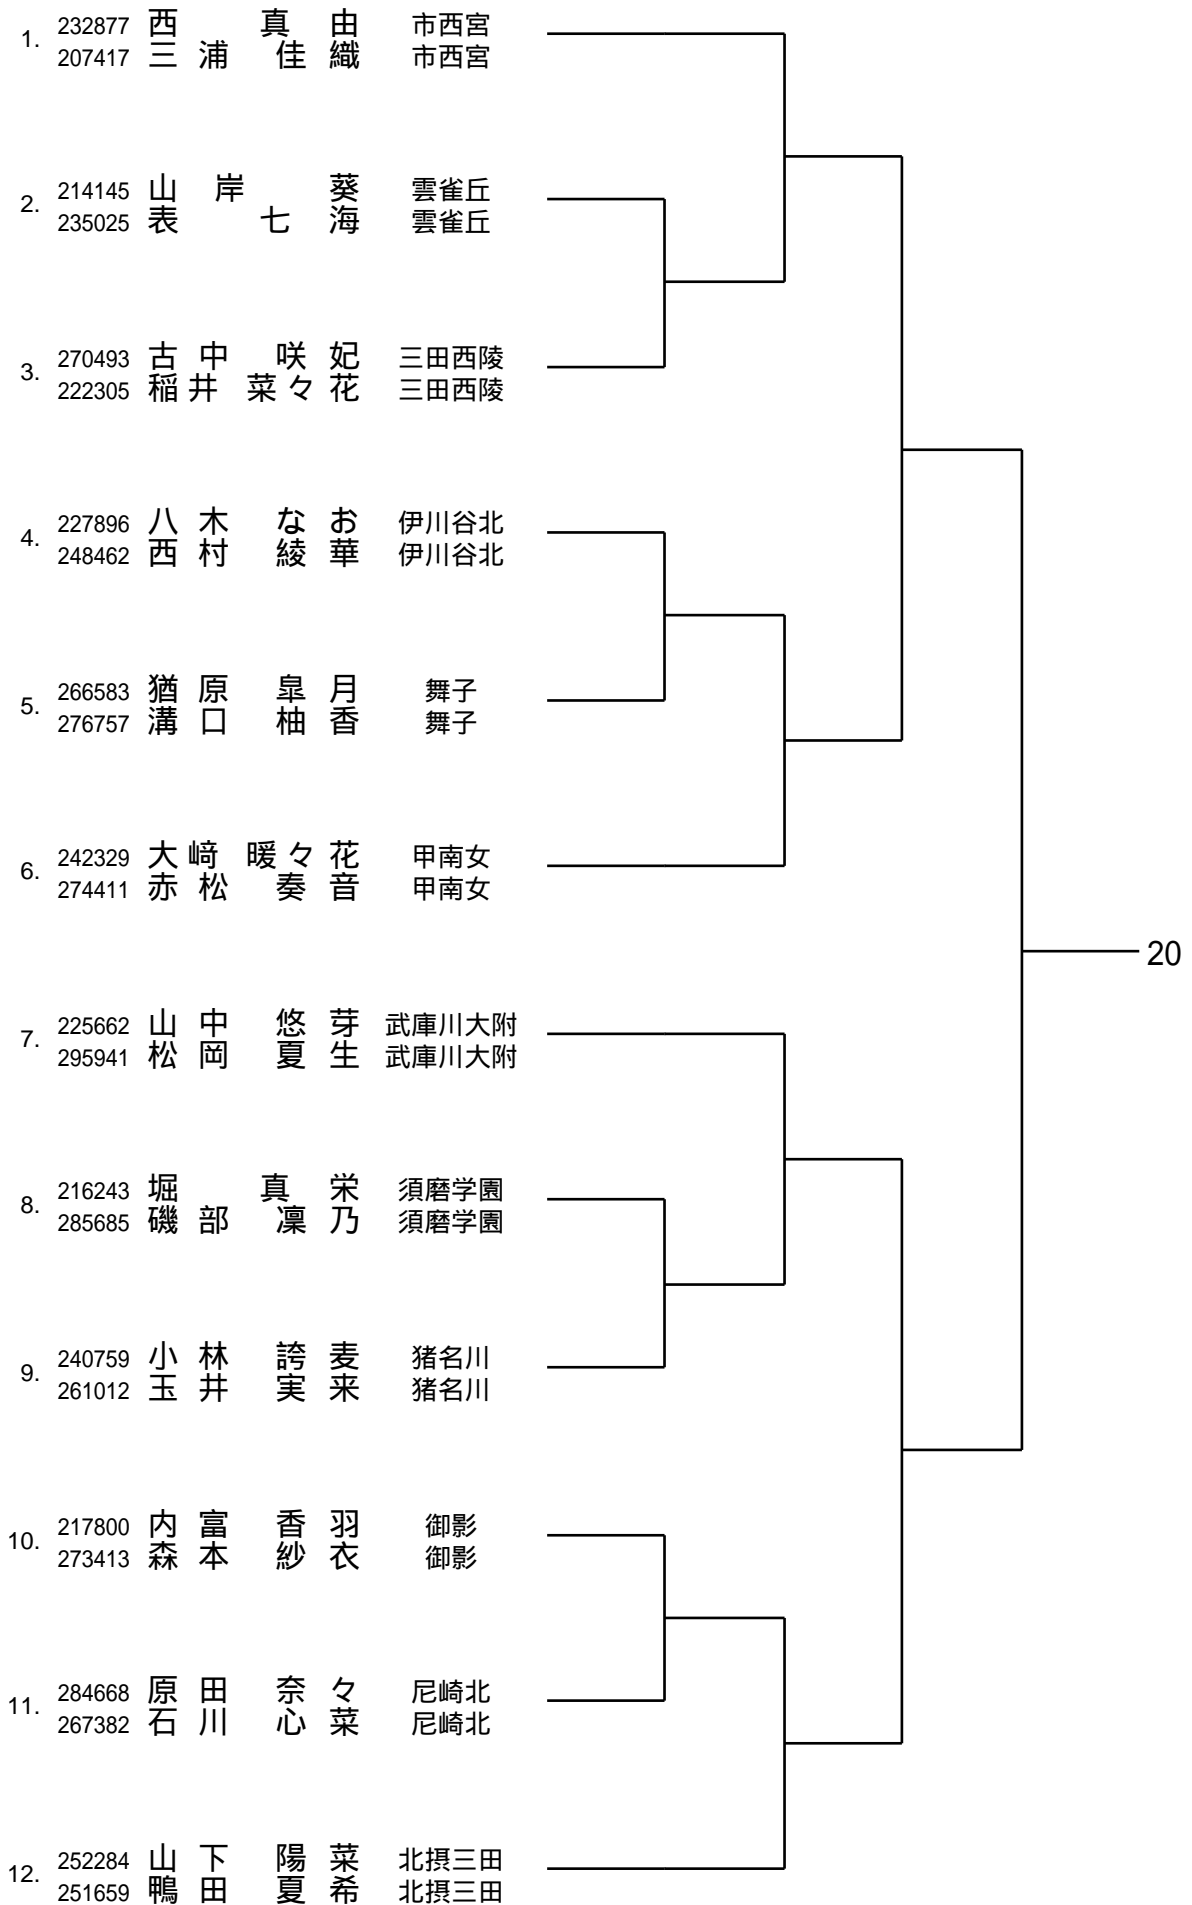 1. 232877 西 真 由 市西宮
207417 三 浦 佳 織 市西宮
2. 214145 山 岸 葵 雲雀丘
235025 表 七 海 雲雀丘
3. 270493 古 中 咲 妃 三田西陵
222305 稲 井 菜 々 花 三田西陵
4. 227896 八 木 な お 伊川谷北
248462 西 村 綾 華 伊川谷北
5. 266583 猶 原 皐 月 舞子
276757 溝 口 柚 香 舞子
6. 242329 大 﨑 暖 々 花 甲南女
274411 赤 松 奏 音 甲南女
20
7. 225662 山 中 悠 芽 武庫川大附
295941 松 岡 夏 生 武庫川大附
8. 216243 堀 真 栄 須磨学園
285685 磯 部 凜 乃 須磨学園
9. 240759 小 林 誇 麦 猪名川
261012 玉 井 実 来 猪名川
10. 217800 内 富 香 羽 御影
273413 森 本 紗 衣 御影
11. 284668 原 田 奈 々 尼崎北
267382 石 川 心 菜 尼崎北
12. 252284 山 下 陽 菜 北摂三田
251659 鴨 田 夏 希 北摂三田